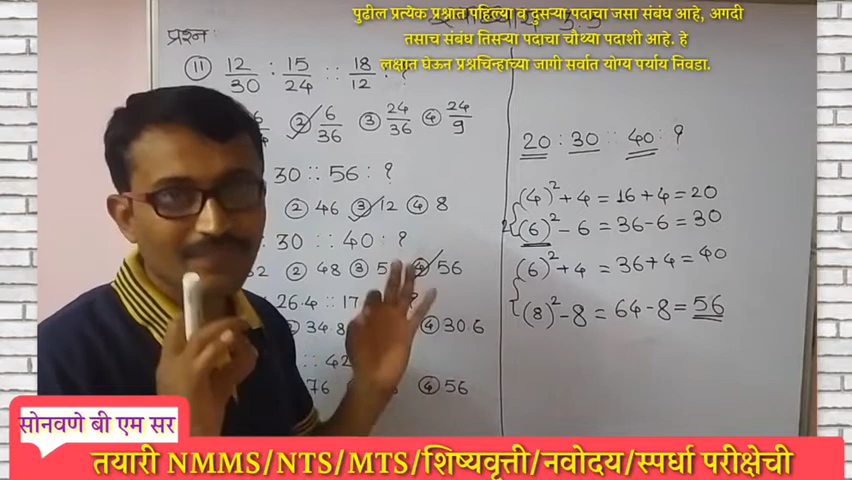 पुढील प्रत्येक प्रश्नात पहिल्या व दुसऱ्या पदाचा जसा संबंध आहे, अगदी
तसाच संबंध तिसऱ्या पदाचा चौथ्या पदाशी आहे. हे
लक्षात घेऊन प्रश्नचिन्हाच्या जागी सर्वात योग्य पर्याय निवडा.
प्रश्न:
11 12/30 : 15/24 :: 18/12 : ?
2 6/36 3 24/36 4 24/9
30 :: 56 : ?
2 46 3 12 4 8
30 :: 40 : ?
2 48 3 4 56
26.4 :: 17
34.8 4 30.6
:: 42
76 4 56
20 : 30 :: 40 : ?
(4)² + 4 = 16 + 4 = 20
(6)² - 6 = 36 - 6 = 30
(6)² + 4 = 36 + 4 = 40
(8)² - 8 = 64 - 8 = 56
सोनवणे बी एम सर
तयारी NMMS/NTS/MTS/शिष्यवृत्ती/नवोदय/स्पर्धा परीक्षेची